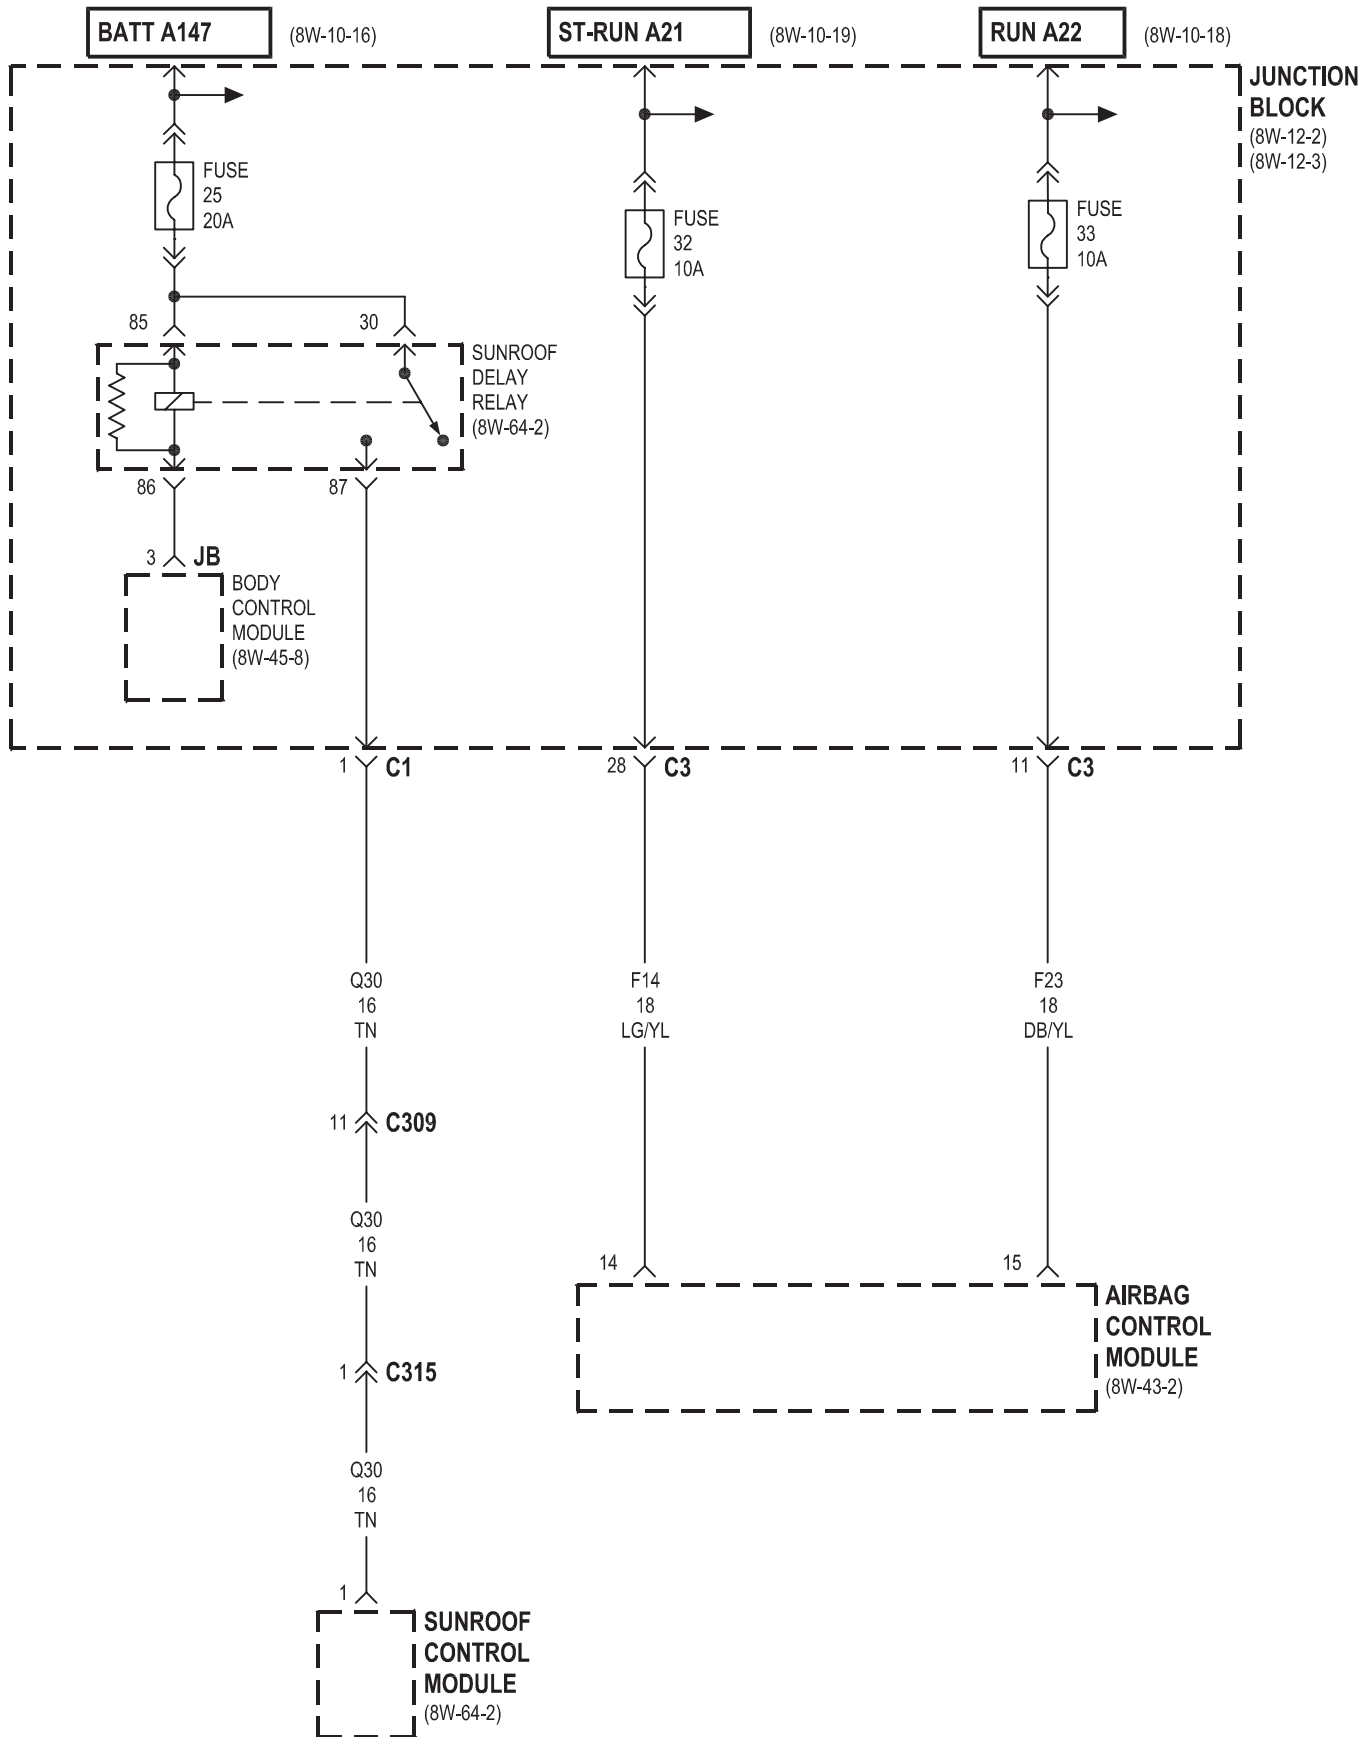 BATT A147
(8W-10-16)
ST-RUN A21
(8W-10-19)
RUN A22
(8W-10-18)
JUNCTION
BLOCK
(8W-12-2)
(8W-12-3)
FUSE
25
20A
FUSE
32
10A
FUSE
33
10A
85
30
SUNROOF
DELAY
RELAY
(8W-64-2)
86
87
3
JB
BODY
CONTROL
MODULE
(8W-45-8)
1
C1
28
C3
11
C3
Q30
16
TN
F14
18
LG/YL
F23
18
DB/YL
11
C309
Q30
16
TN
14
15
AIRBAG
CONTROL
MODULE
(8W-43-2)
1
C315
Q30
16
TN
1
SUNROOF
CONTROL
MODULE
(8W-64-2)